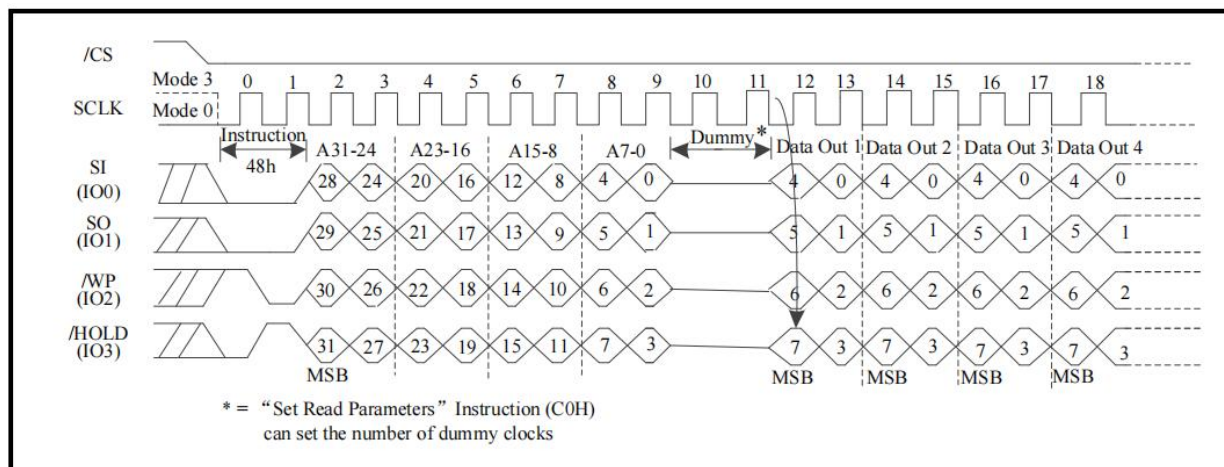 /CS
Mode 3 0 1 2 3 4 5 6 7 8 9 10 11 12 13 14 15 16 17 18
SCLK Mode 0
Instruction A31-24 A23-16 A15-8 A7-0 Dummy* Data Out 1 Data Out 2 Data Out 3 Data Out 4
48h
SI
(IO0) 28 24 20 16 12 8 4 0 4 0 4 0 4 0 4 0
SO
(IO1) 29 25 21 17 13 9 5 1 5 1 5 1 5 1 5 1
/WP
(IO2) 30 26 22 18 14 10 6 2 6 2 6 2 6 2 6 2
/HOLD
(IO3) 31 27 23 19 15 11 7 3 7 3 7 3 7 3 7 3
MSB MSB MSB MSB MSB
* = “Set Read Parameters” Instruction (C0H)
can set the number of dummy clocks